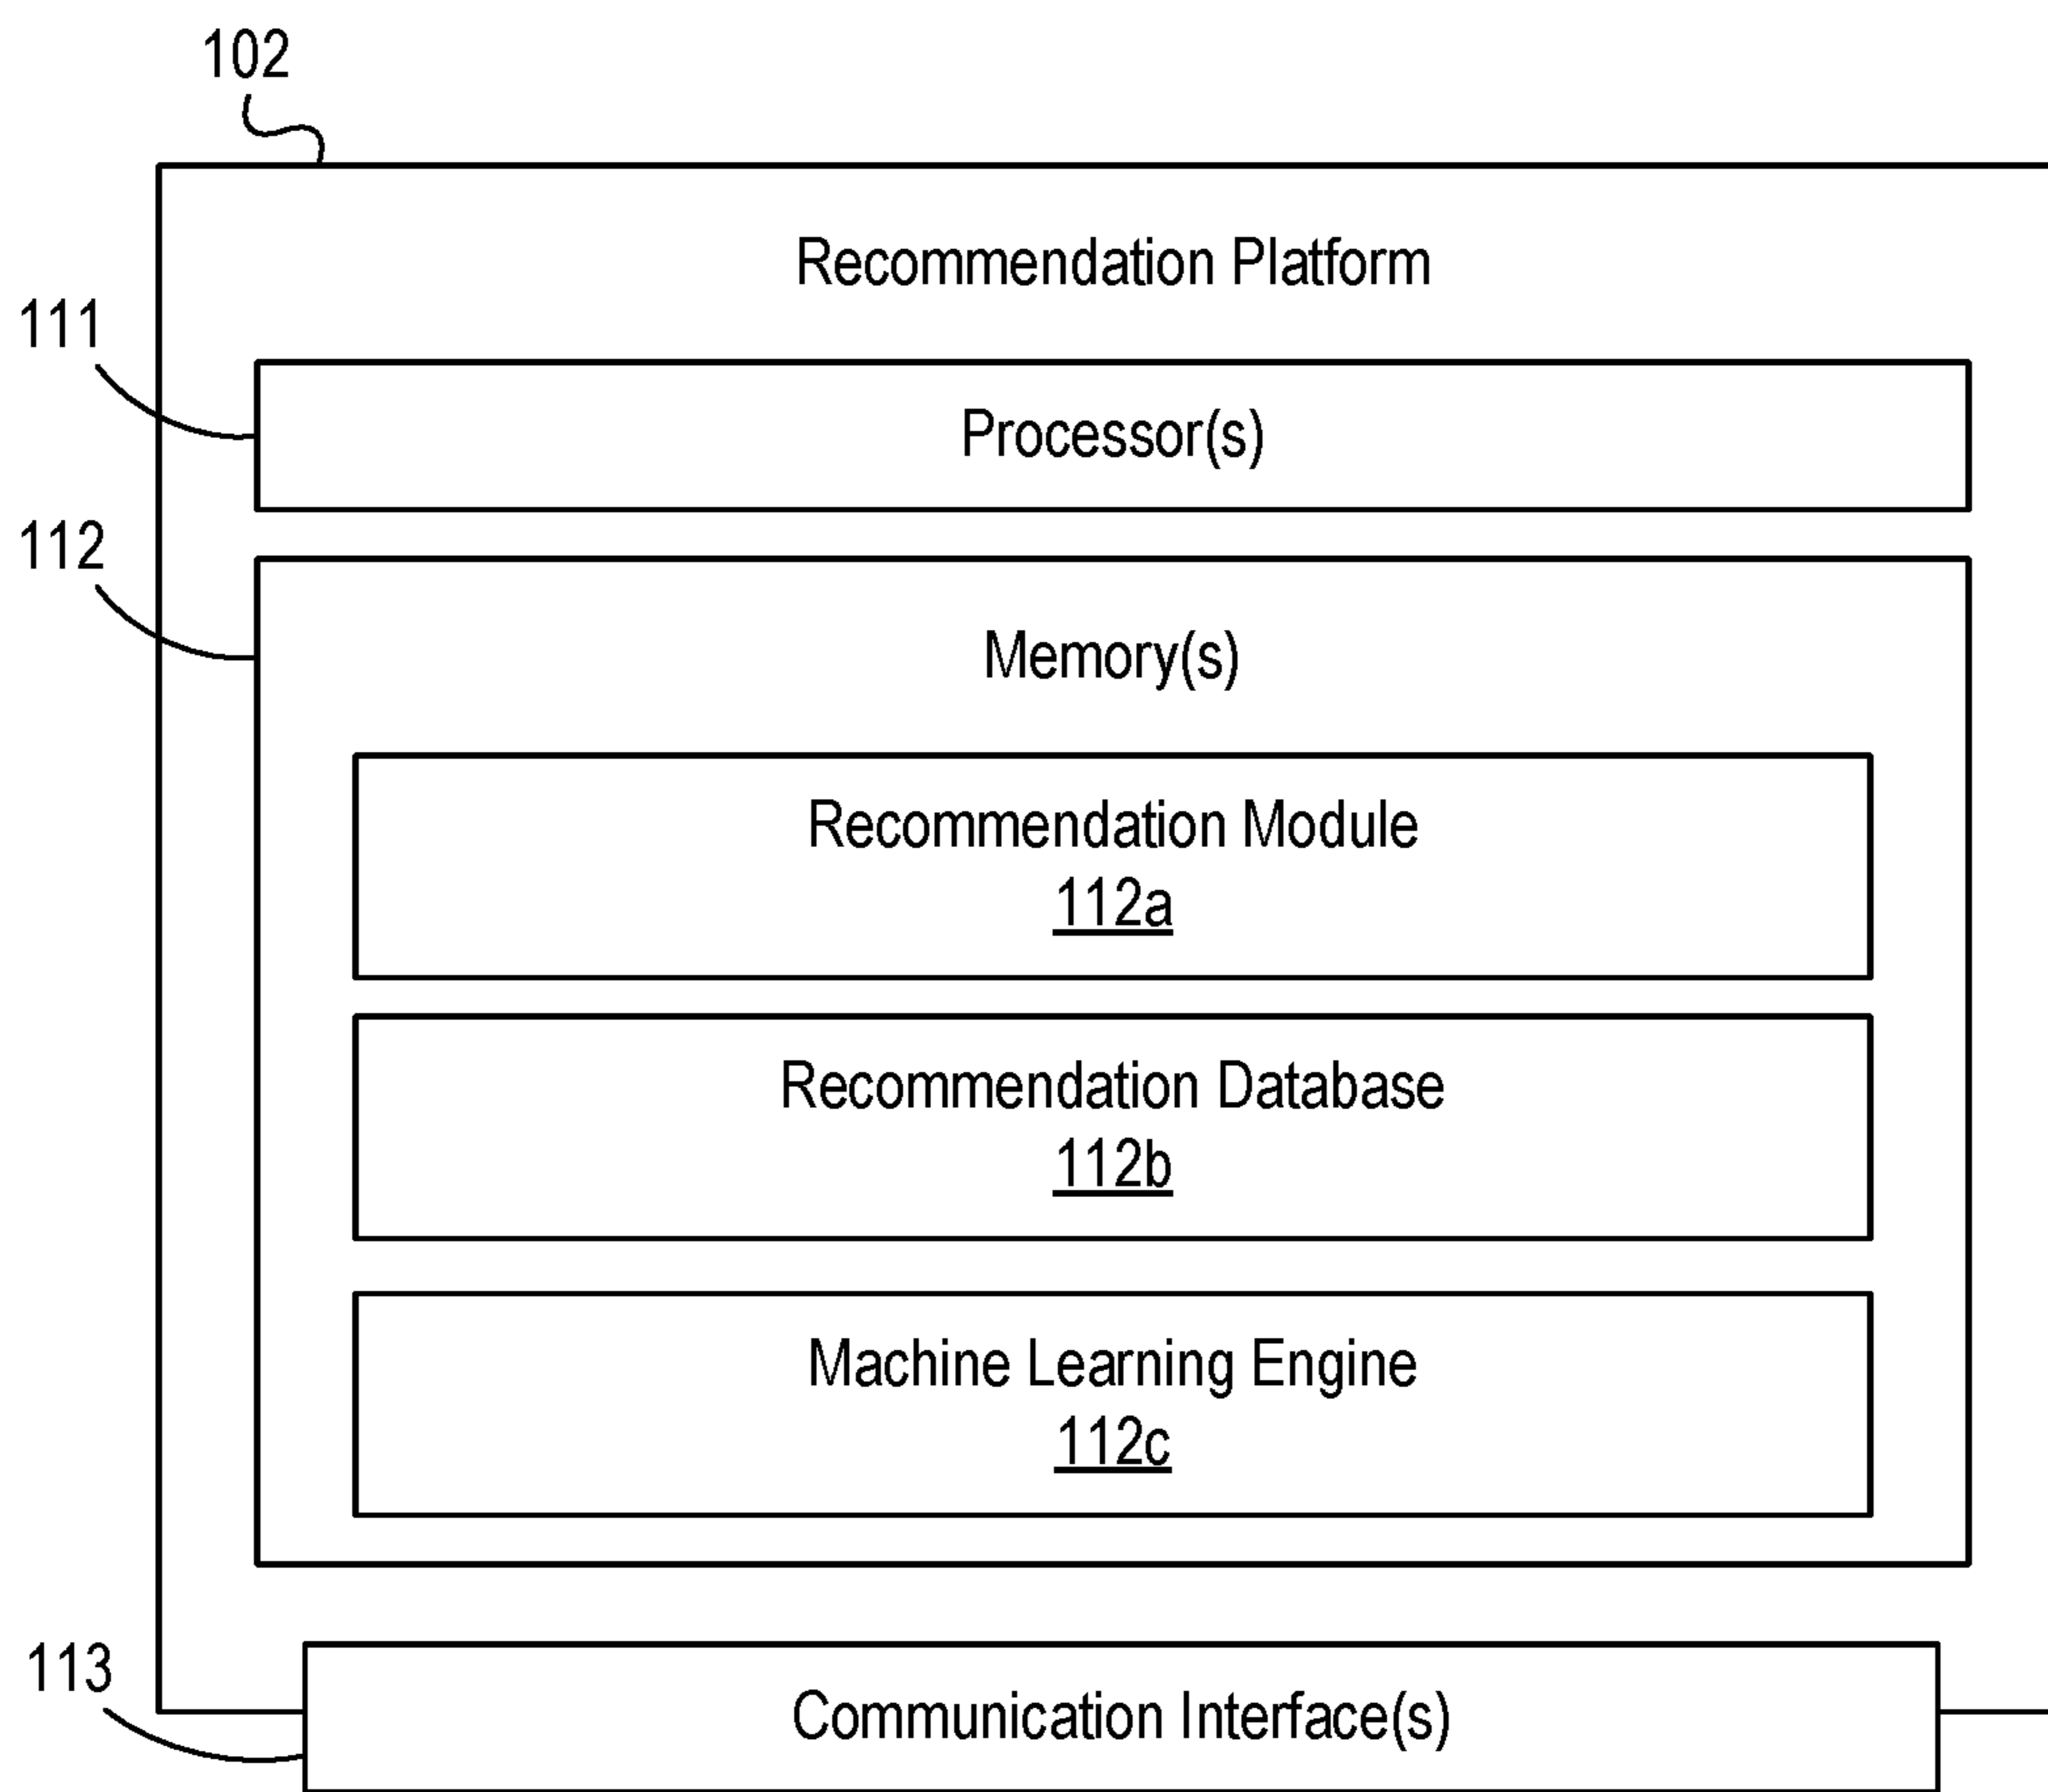 102
Recommendation Platform
111
Processor(s)
112
Memory(s)
Recommendation Module
112a
Recommendation Database
112b
Machine Learning Engine
112c
113
Communication Interface(s)